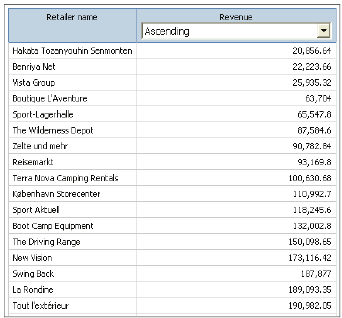 Retailer name Revenue
Ascending
Hakata Tozanyouhin Senmonten 20,856.64
Benriya Net 22,223.66
Vista Group 25,935.32
Boutique L'Aventure 63,704
Sport-Lagerhalle 65,547.8
The Wilderness Depot 87,584.6
Zelte und mehr 90,782.84
Reisemarkt 93,169.8
Terra Nova Camping Rentals 100,630.68
København Storecenter 110,992.7
Sport Aktuell 118,245.6
Boot Camp Equipment 132,002.8
The Driving Range 150,098.65
New Vision 173,116.42
Swing Back 187,877
La Rondine 189,093.35
Tout l'extérieur 190,982.05